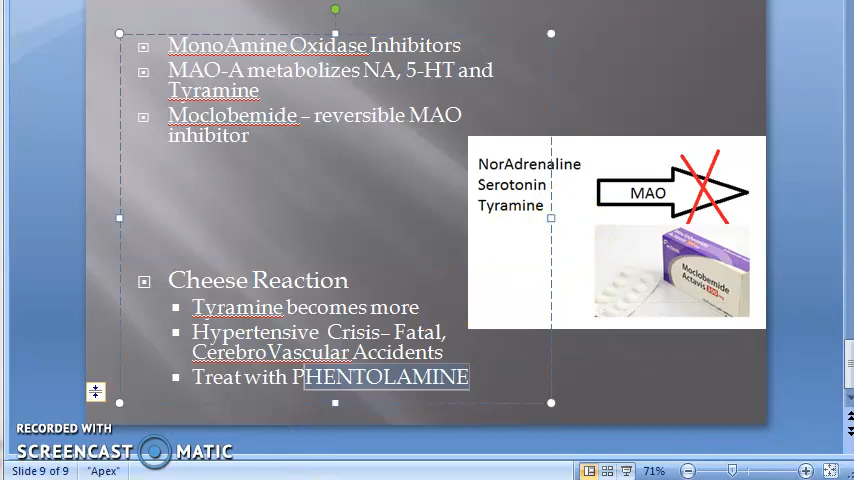 MonoAmine Oxidase Inhibitors
MAO-A metabolizes NA, 5-HT and
Tyramine
Moclobemide – reversible MAO
inhibitor
NorAdrenaline
Serotonin
Tyramine
MAO
Moclobemide
Actavis
Cheese Reaction
Tyramine becomes more
Hypertensive Crisis– Fatal,
CerebroVascular Accidents
Treat with PHENTOLAMINE
RECORDED WITH
SCREENCAST MATIC
Slide 9 of 9 "Apex" 71%